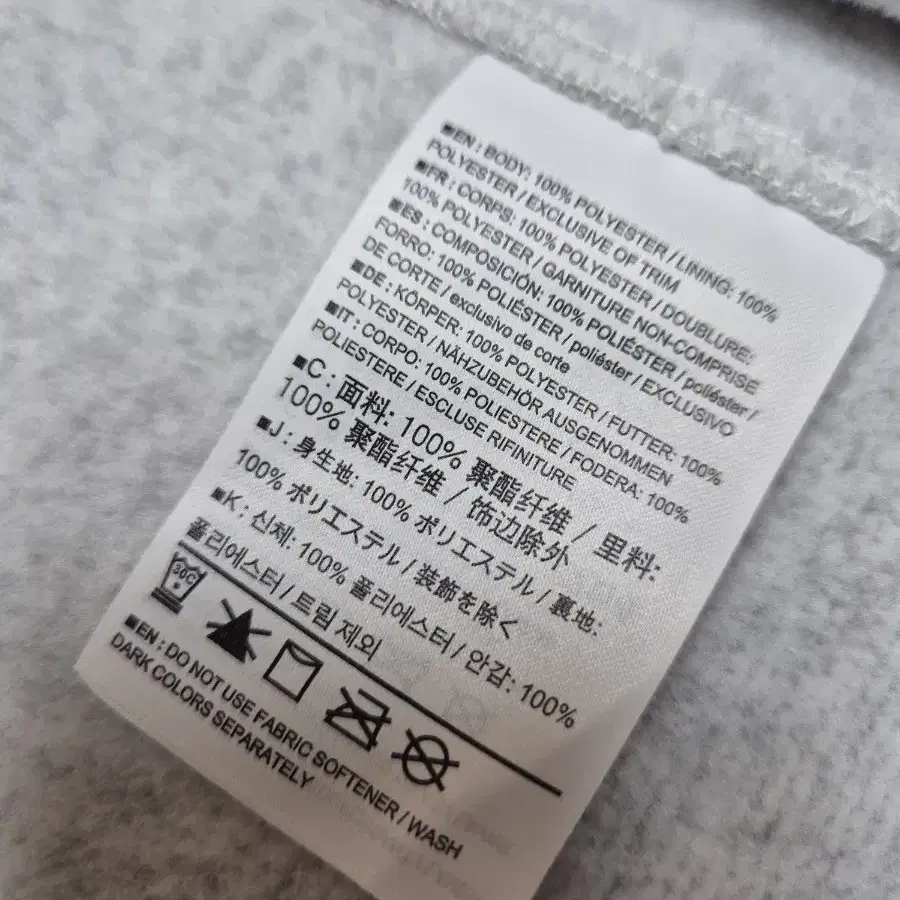 ■EN : BODY: 100% POLYESTER / LINING: 100%
POLYESTER / EXCLUSIVE OF TRIM
■FR : CORPS: 100% POLYESTER / DOUBLURE:
100% POLYESTER / GARNITURE NON-COMPRISE
■ES : COMPOSICIÓN: 100% POLIÉSTER / poliéster /
FORRO: 100% POLIÉSTER / poliéster / EXCLUSIVO
DE CORTE / exclusivo de corte
■DE : KÖRPER: 100% POLYESTER / FUTTER: 100%
POLYESTER / NÄHZUBEHÖR AUSGENOMMEN
■IT : CORPO: 100% POLIESTERE / FODERA: 100%
POLIESTERE / ESCLUSE RIFINITURE
■C : 面料: 100% 聚酯纤维 / 里料:
100% 聚酯纤维 / 饰边除外
■J : 身生地: 100% ポリエステル / 裏地:
100% ポリエステル / 装飾を除く
■K : 신체: 100% 폴리에스터 / 안감: 100%
폴리에스터 / 트림 제외
30C
■EN : DO NOT USE FABRIC SOFTENER / WASH
DARK COLORS SEPARATELY